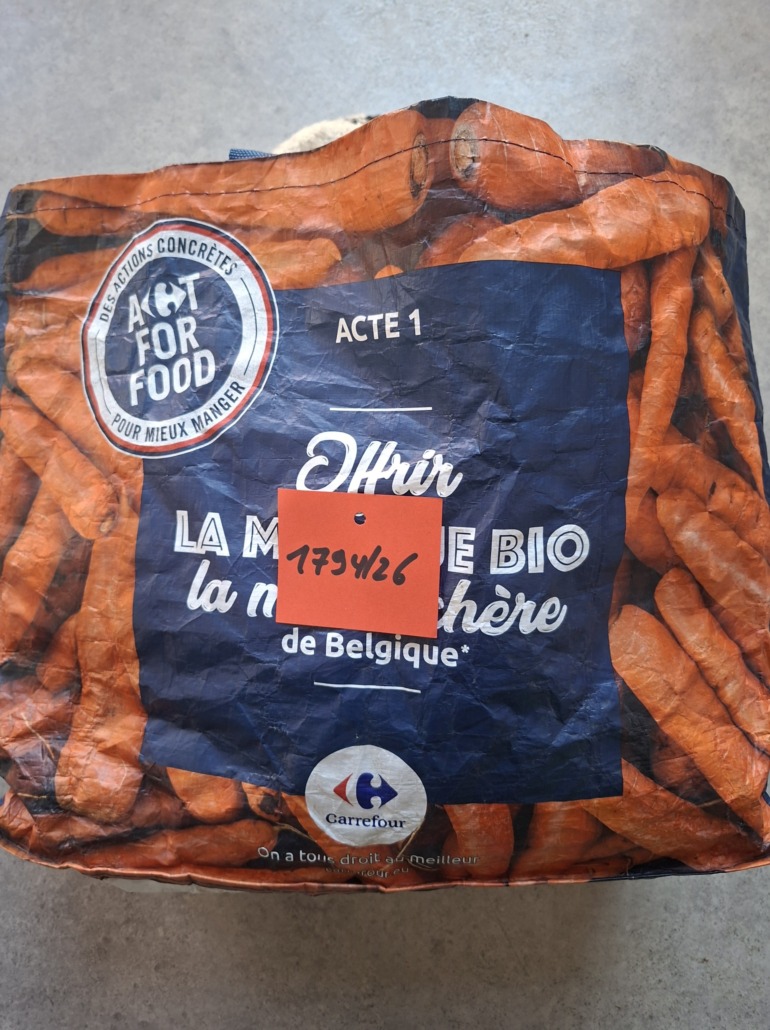 DES ACTIONS CONCRÈTES
ACT
FOR
FOOD
POUR MIEUX MANGER
ACTE 1
Offrir
LA M UE BIO
1794/26
la m chère
de Belgique*
Carrefour
On a tous droit au meilleur